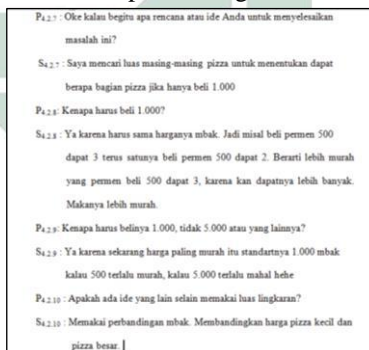 P4.2.7 : Oke kalau begitu apa rencana atau ide Anda untuk menyelesaikan
masalah ini?
S4.2.7 : Saya mencari luas masing-masing pizza untuk menentukan dapat
berapa bagian pizza jika hanya beli 1.000
P4.2.8: Kenapa harus beli 1.000?
S4.2.8 : Ya karena harus sama harganya mbak. Jadi misal beli permen 500
dapat 3 terus satunya beli permen 500 dapat 2. Berarti lebih murah
yang permen beli 500 dapat 3, karena kan dapatnya lebih banyak.
Makanya lebih murah.
P4.2.9: Kenapa harus belinya 1.000, tidak 5.000 atau yang lainnya?
S4.2.9 : Ya karena sekarang harga paling murah itu standartnya 1.000 mbak
kalau 500 terlalu murah, kalau 5.000 terlalu mahal hehe
P4.2.10 : Apakah ada ide yang lain selain memakai luas lingkaran?
S4.2.10 : Memakai perbandingan mbak. Membandingkan harga pizza kecil dan
pizza besar.